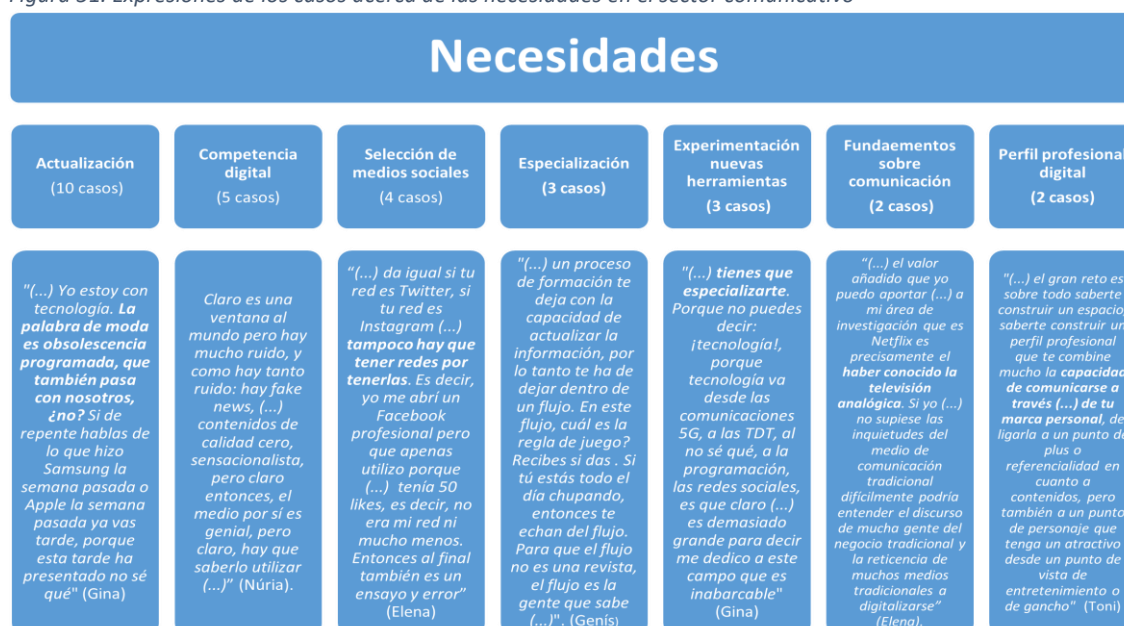 Figura 31. Expresiones de los casos acerca de las necesidades en el sector comunicativo
Necesidades
Actualización
(10 casos)
Competencia
digital
(5 casos)
Selección de
medios sociales
(4 casos)
Especialización
(3 casos)
Experimentación
nuevas
herramientas
(3 casos)
Fundaementos
sobre
comunicación
(2 casos)
Perfil profesional
digital
(2 casos)
"(...) Yo estoy con
tecnología. La
palabra de moda
es obsolescencia
programada, que
también pasa
con nosotros,
¿no? Si de
repente hablas de
lo que hizo
Samsung la
semana pasada o
Apple la semana
pasada ya vas
tarde, porque
esta tarde ha
presentado no sé
qué" (Gina)
Claro es una
ventana al
mundo pero hay
mucho ruido, y
como hay tanto
ruido: hay fake
news, (...)
contenidos de
calidad cero,
sensacionalista,
pero claro
entonces, el
medio por sí es
genial, pero
claro, hay que
saberlo utilizar
(...)” (Núria).
“(...) da igual si tu
red es Twitter, si
tu red es
Instagram (...)
tampoco hay que
tener redes por
tenerlas. Es decir,
yo me abrí un
Facebook
profesional pero
que apenas
utilizo porque
(...) tenía 50
likes, es decir, no
era mi red ni
mucho menos.
Entonces al final
también es un
ensayo y error”
(Elena)
"(...) un proceso
de formación te
deja con la
capacidad de
actualizar la
información, por
lo tanto te ha de
dejar dentro de
un flujo. En este
flujo, cuál es la
regla de juego?
Recibes si das . Si
tú estás todo el
día chupando,
entonces te
echan del flujo.
Para que el flujo
no es una revista,
el flujo es la
gente que sabe
(...)". (Genís)
"(...) tienes que
especializarte.
Porque no puedes
decir:
¡tecnología!,
porque
tecnología va
desde las
comunicaciones
5G, a las TDT, al
no sé qué, a la
programación,
las redes sociales,
es que claro (...)
es demasiado
grande para decir
me dedico a este
campo que es
inabarcable"
(Gina)
“(...) el valor
añadido que yo
puedo aportar (...) a
mi área de
investigación que es
Netflix es
precisamente el
haber conocido la
televisión
analógica. Si yo (...)
no supiese las
inquietudes del
medio de
comunicación
tradicional
difícilmente podría
entender el discurso
de mucha gente del
negocio tradicional y
la reticencia de
muchos medios
tradicionales a
digitalizarse”
(Elena).
"(...) el gran reto es
sobre todo saberte
construir un espacio,
saberte construir un
perfil profesional
que te combine
mucho la capacidad
de comunicarse a
través (...) de tu
marca personal, de
ligarla a un punto de
plus o
referencialidad en
cuanto a
contenidos, pero
también a un punto
de personaje que
tenga un atractivo
desde un punto de
vista de
entretenimiento o
de gancho" (Toni)